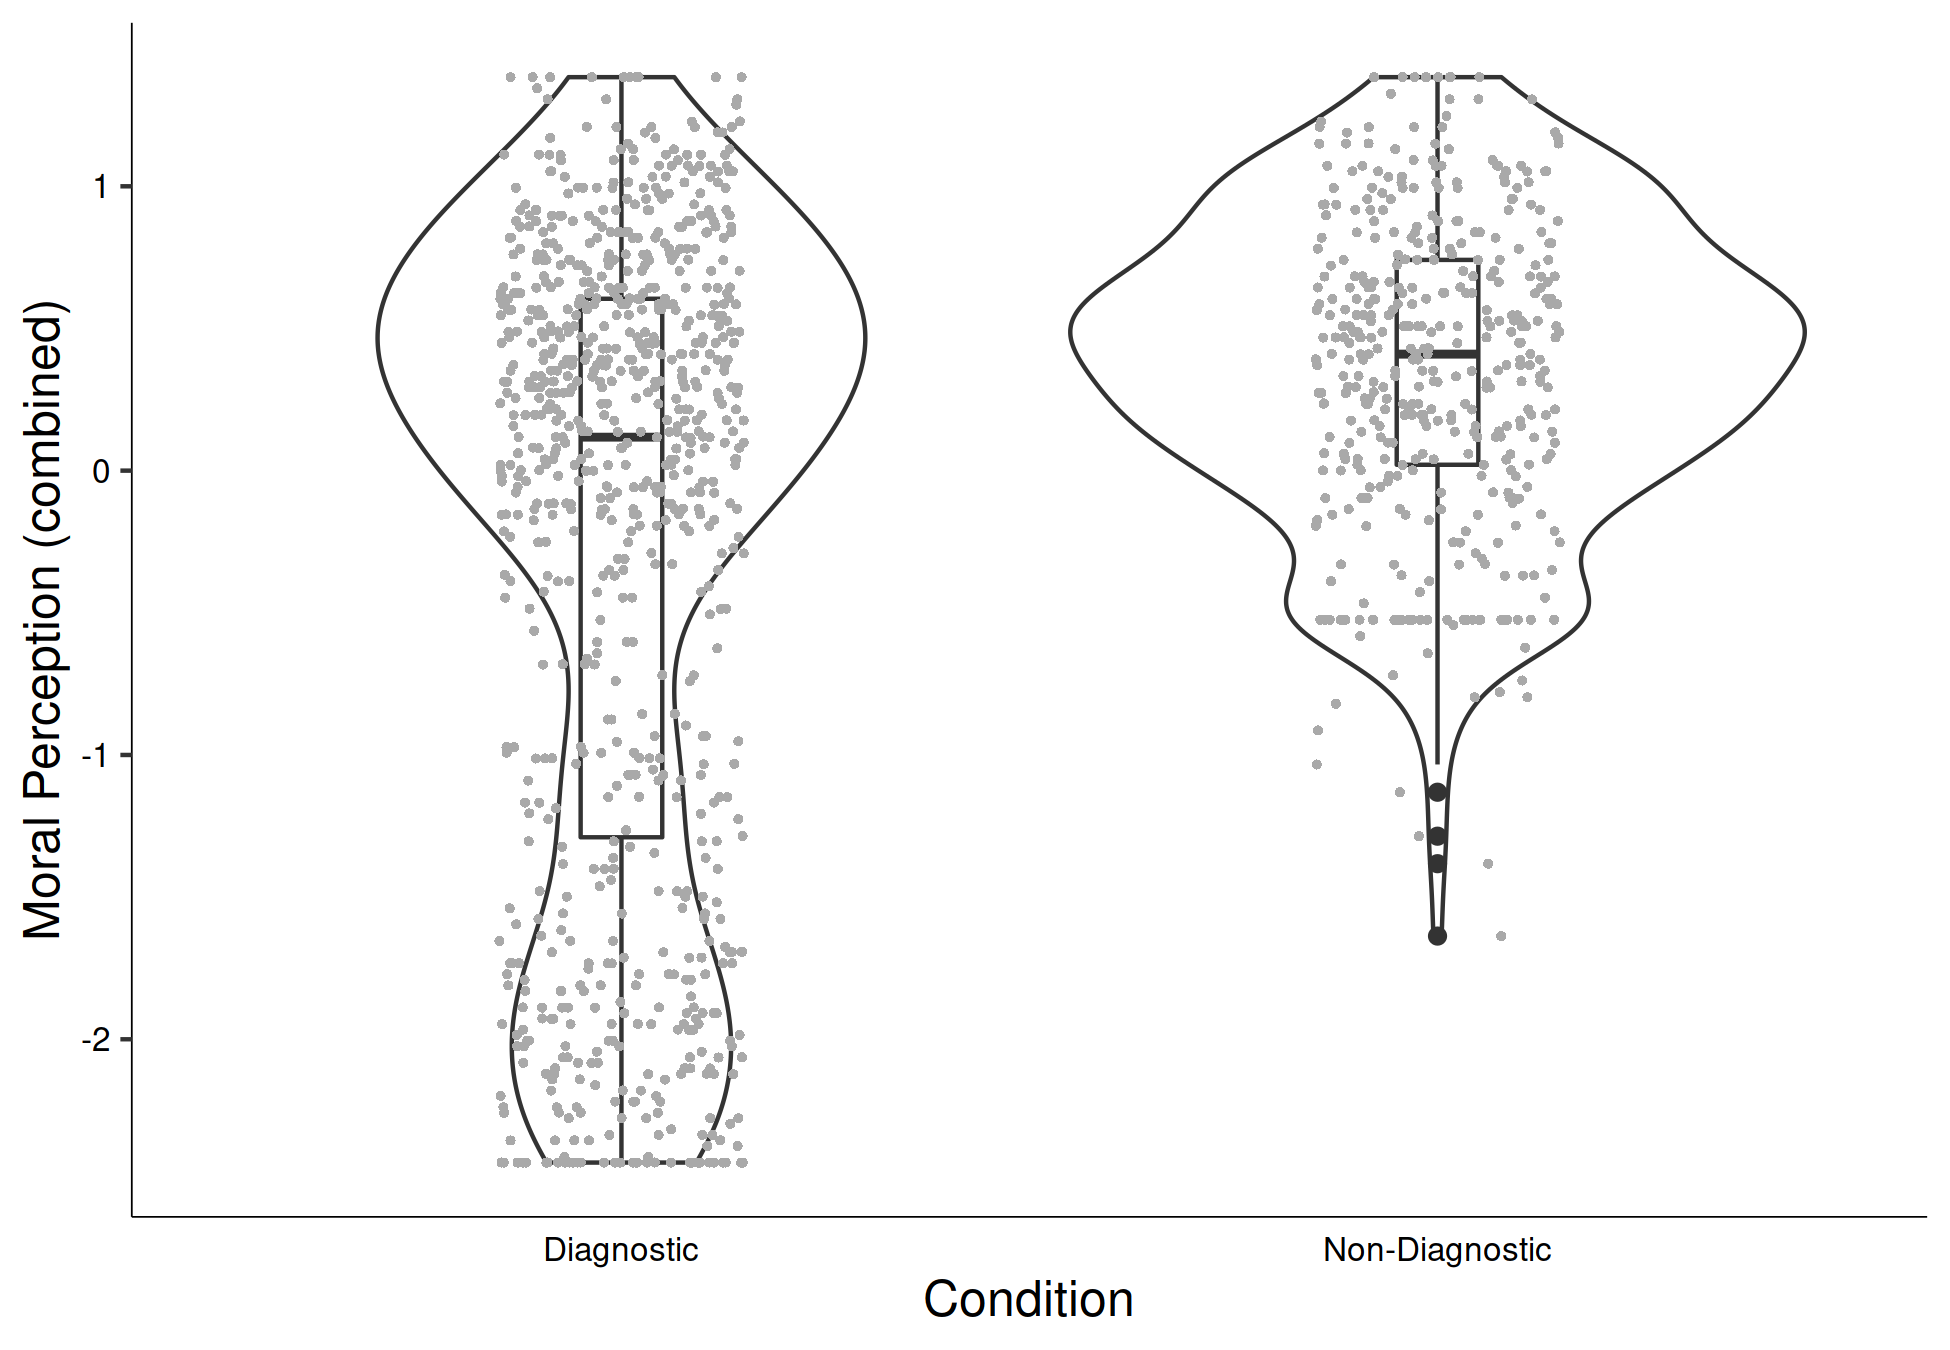 Moral Perception (combined)
1
0
-1
-2
Diagnostic
Non-Diagnostic
Condition